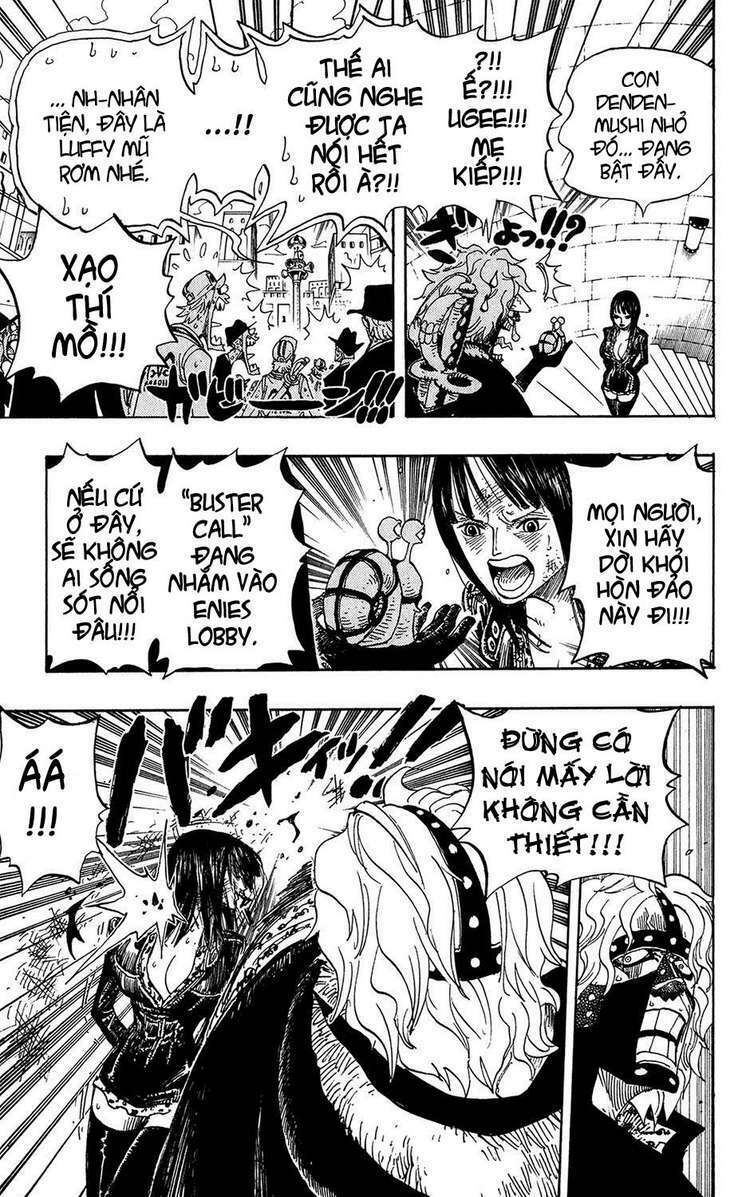 CON
DENDEN-
MUSHI NHỎ
ĐÓ... ĐANG
BẬT ĐẤY.
?!!
Ế?!!!
UGEE!!!
MẸ
KIẾP!!!
THẾ AI
CŨNG NGHE
ĐƯỢC TA
NÓI HẾT
RỒI À?!!
...!!
... NH-NHÂN
TIỆN, ĐÂY LÀ
LUFFY MŨ
RƠM NHÉ.
ギョッ!!?
XẠO
THÍ
MỒ!!!
MỌI NGƯỜI,
XIN HÃY
DỜI KHỎI
HÒN ĐẢO
NÀY ĐI!!!
“BUSTER
CALL”
ĐANG
NHẮM VÀO
ENIES
LOBBY.
NẾU CỨ
Ở ĐÂY,
SẼ KHÔNG
AI SỐNG
SÓT NỔI
ĐÂU!!!
ĐỪNG CÓ
NÓI MẤY LỜI
KHÔNG CẦN
THIẾT!!!
ÁÁ
!!!